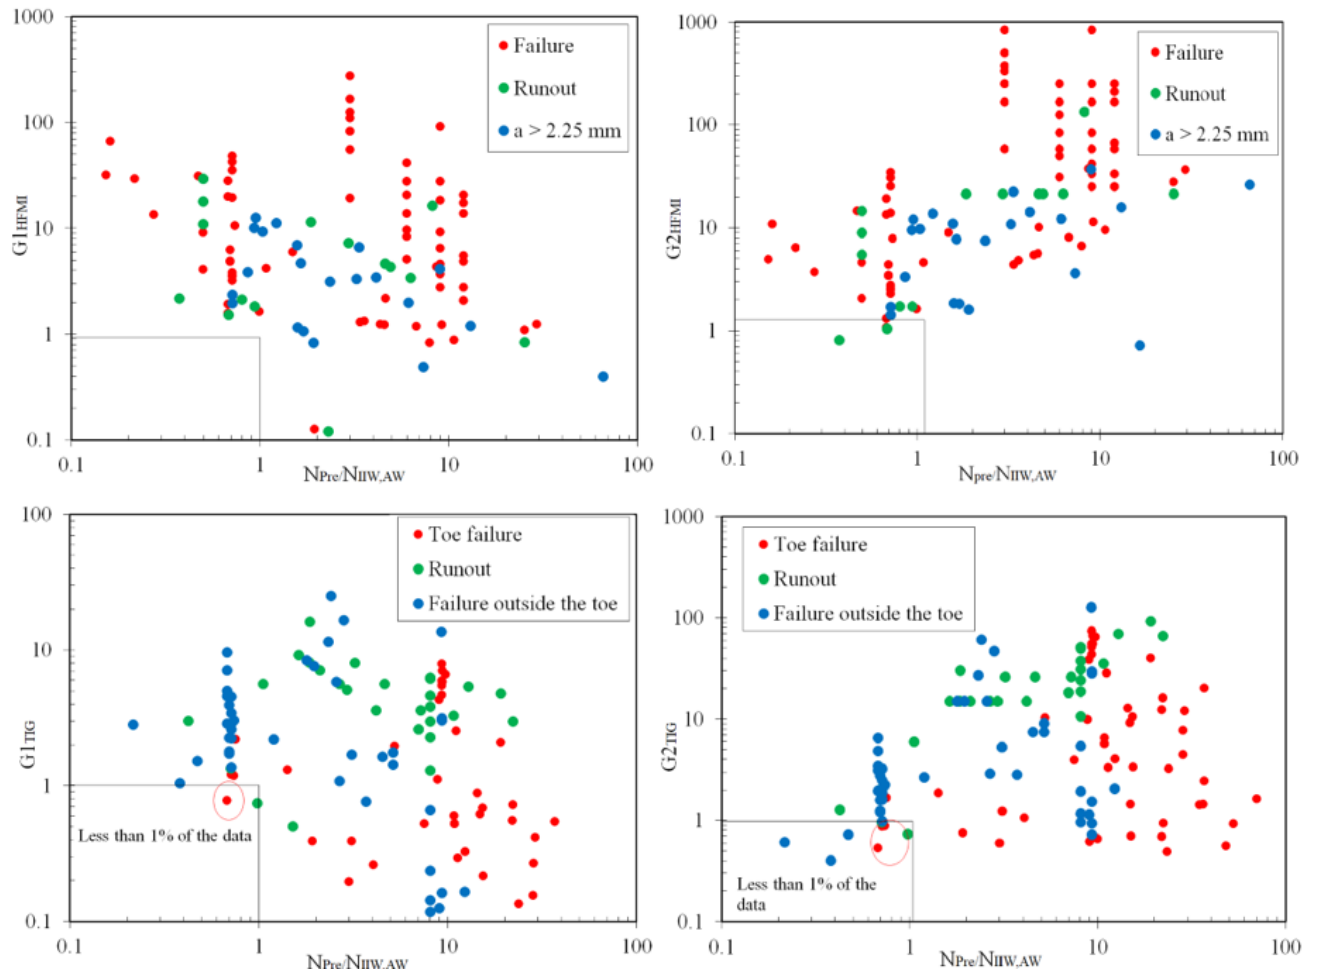 1000
100
10
1
0.1
G1HFMI
Failure
Runout
a > 2.25 mm
0.1
1
10
100
NPre/NIIW,AW
1000
100
10
1
0.1
G2HFMI
Failure
Runout
a > 2.25 mm
0.1
1
10
100
Npre/NIIW,AW
100
10
1
0.1
G1TIG
Toe failure
Runout
Failure outside the toe
Less than 1% of the data
0.1
1
10
100
NPre/NIIW,AW
1000
100
10
1
0.1
G2TIG
Toe failure
Runout
Failure outside the toe
Less than 1% of the
data
0.1
1
10
100
NPre/NIIW,AW